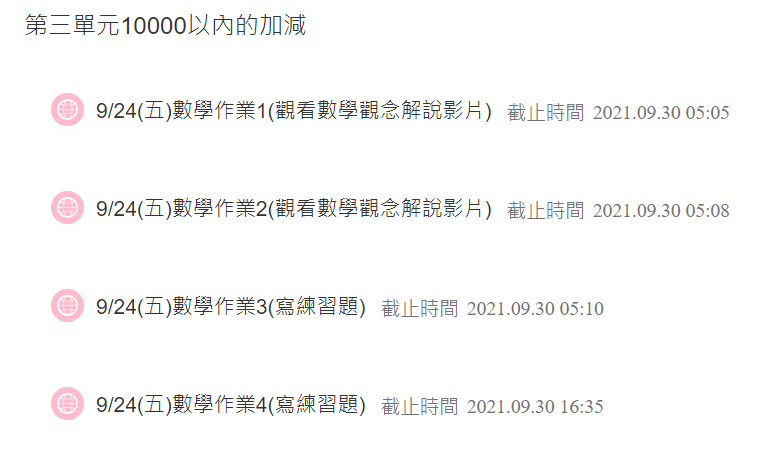 第三單元10000以內的加減
9/24(五)數學作業1(觀看數學觀念解說影片) 截止時間 2021.09.30 05:05
9/24(五)數學作業2(觀看數學觀念解說影片) 截止時間 2021.09.30 05:08
9/24(五)數學作業3(寫練習題) 截止時間 2021.09.30 05:10
9/24(五)數學作業4(寫練習題) 截止時間 2021.09.30 16:35